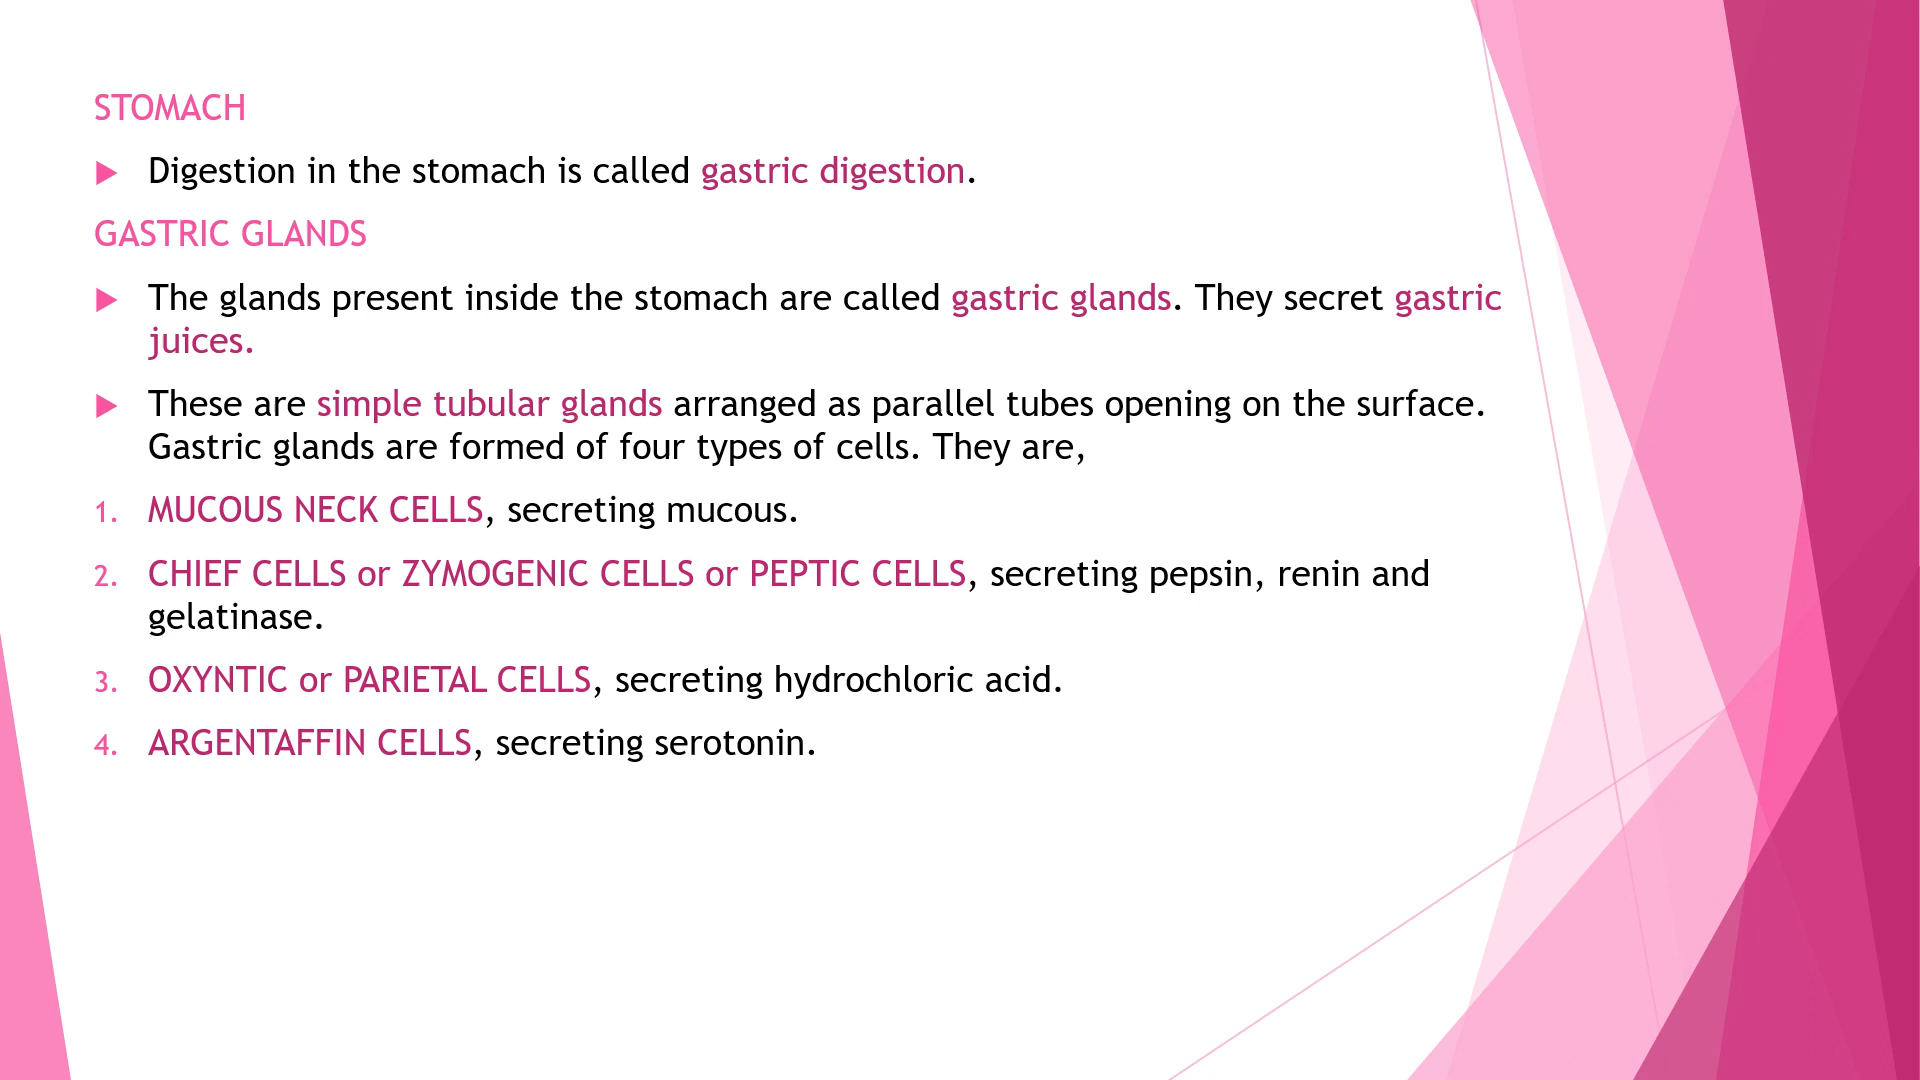 STOMACH
Digestion in the stomach is called gastric digestion.
GASTRIC GLANDS
The glands present inside the stomach are called gastric glands. They secret gastric
juices.
These are simple tubular glands arranged as parallel tubes opening on the surface.
Gastric glands are formed of four types of cells. They are,
1. MUCOUS NECK CELLS, secreting mucous.
2. CHIEF CELLS or ZYMOGENIC CELLS or PEPTIC CELLS, secreting pepsin, renin and
gelatinase.
3. OXYNTIC or PARIETAL CELLS, secreting hydrochloric acid.
4. ARGENTAFFIN CELLS, secreting serotonin.